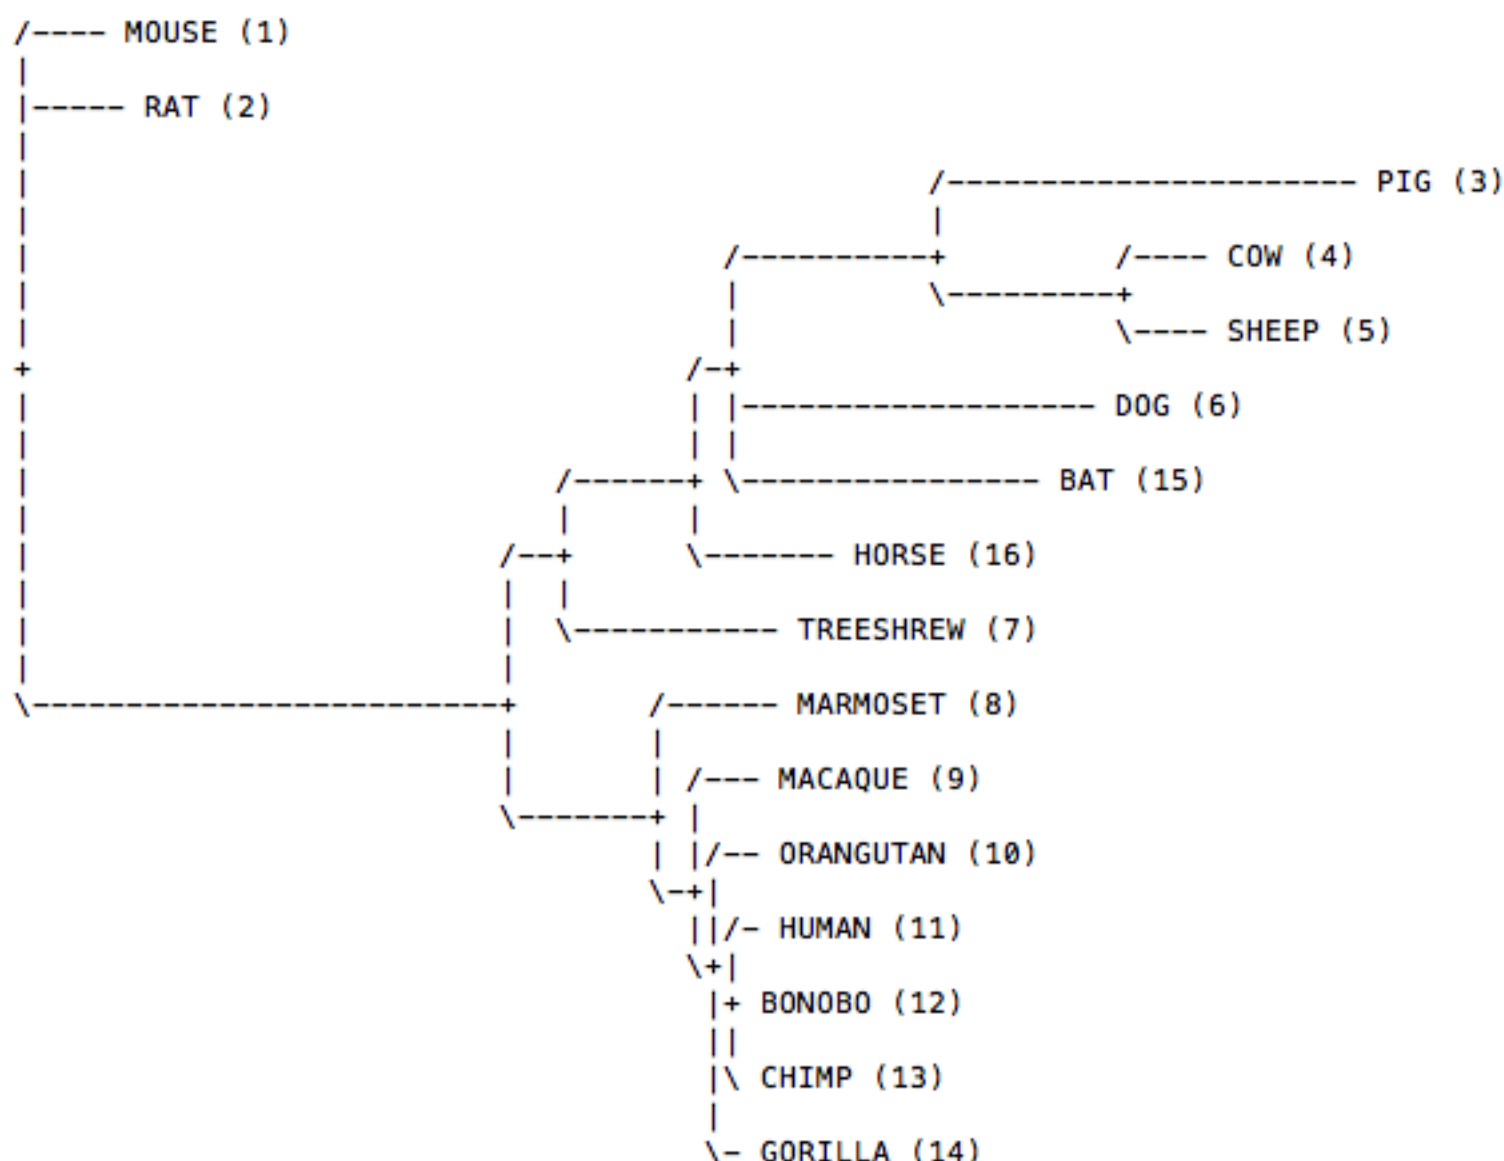 /---- MOUSE (1)
|
|----- RAT (2)
|
|                                                 /---------------------- PIG (3)
|                                                 |
|                                      /----------+         /---- COW (4)
|                                      |          \---------+
|                                      |                    \---- SHEEP (5)
+                                    /-+
|                                    | |------------------- DOG (6)
|                                    | |
|                             /------+ \---------------- BAT (15)
|                             |      |
|                          /--+      \------- HORSE (16)
|                          |  |
|                          |  \----------- TREESHREW (7)
|                          |
\-------------------------+       /------ MARMOSET (8)
                           |       |
                           |       | /--- MACAQUE (9)
                           \-------+ |
                                   | |/-- ORANGUTAN (10)
                                   \-+|
                                     ||/- HUMAN (11)
                                     \+|
                                      |+ BONOBO (12)
                                      ||
                                      |\ CHIMP (13)
                                      |
                                      \- GORILLA (14)